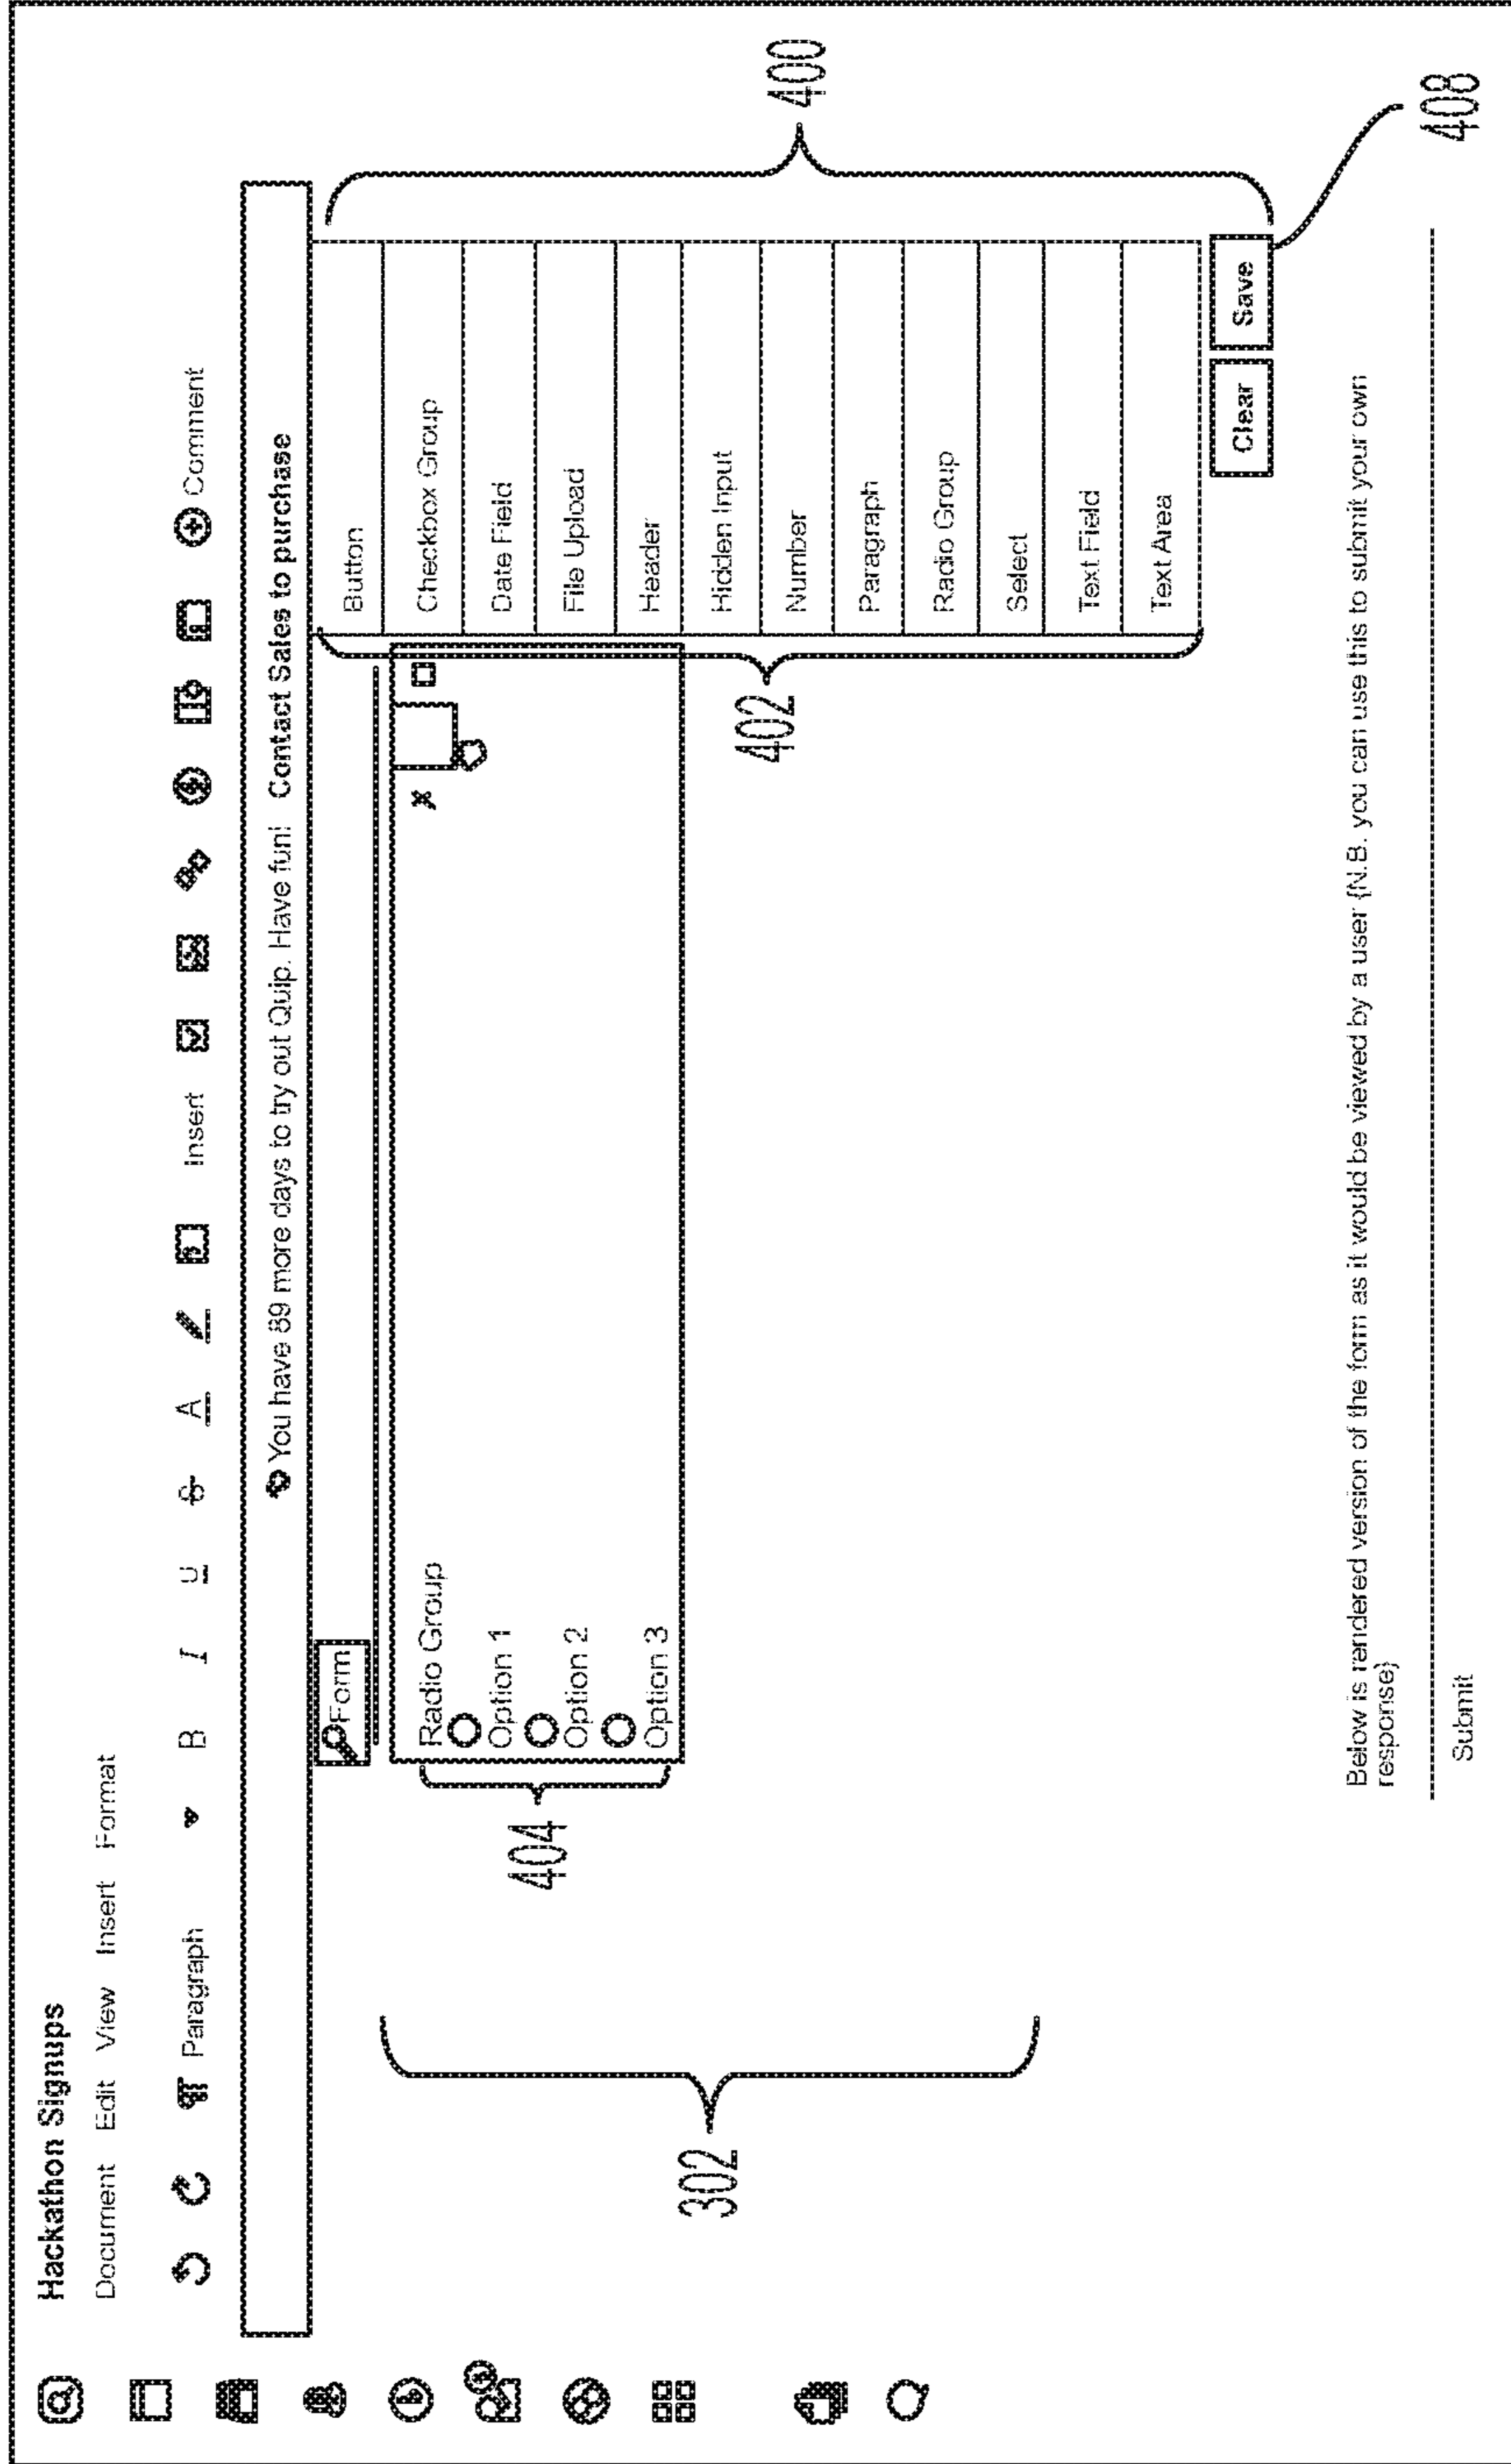 Hackathon Signups
Document Edit View Insert Format
Paragraph B I U S A Insert Comment
You have 89 more days to try out Quip. Have fun! Contact Sales to purchase
Form
Button
Checkbox Group
Date Field
File Upload
Header
Hidden Input
Number
Paragraph
Radio Group
Select
Text Field
Text Area
Radio Group
Option 1
Option 2
Option 3
404
302
402
400
Clear Save
408
Below is rendered version of the form as it would be viewed by a user {N.B. you can use this to submit your own
response}
Submit